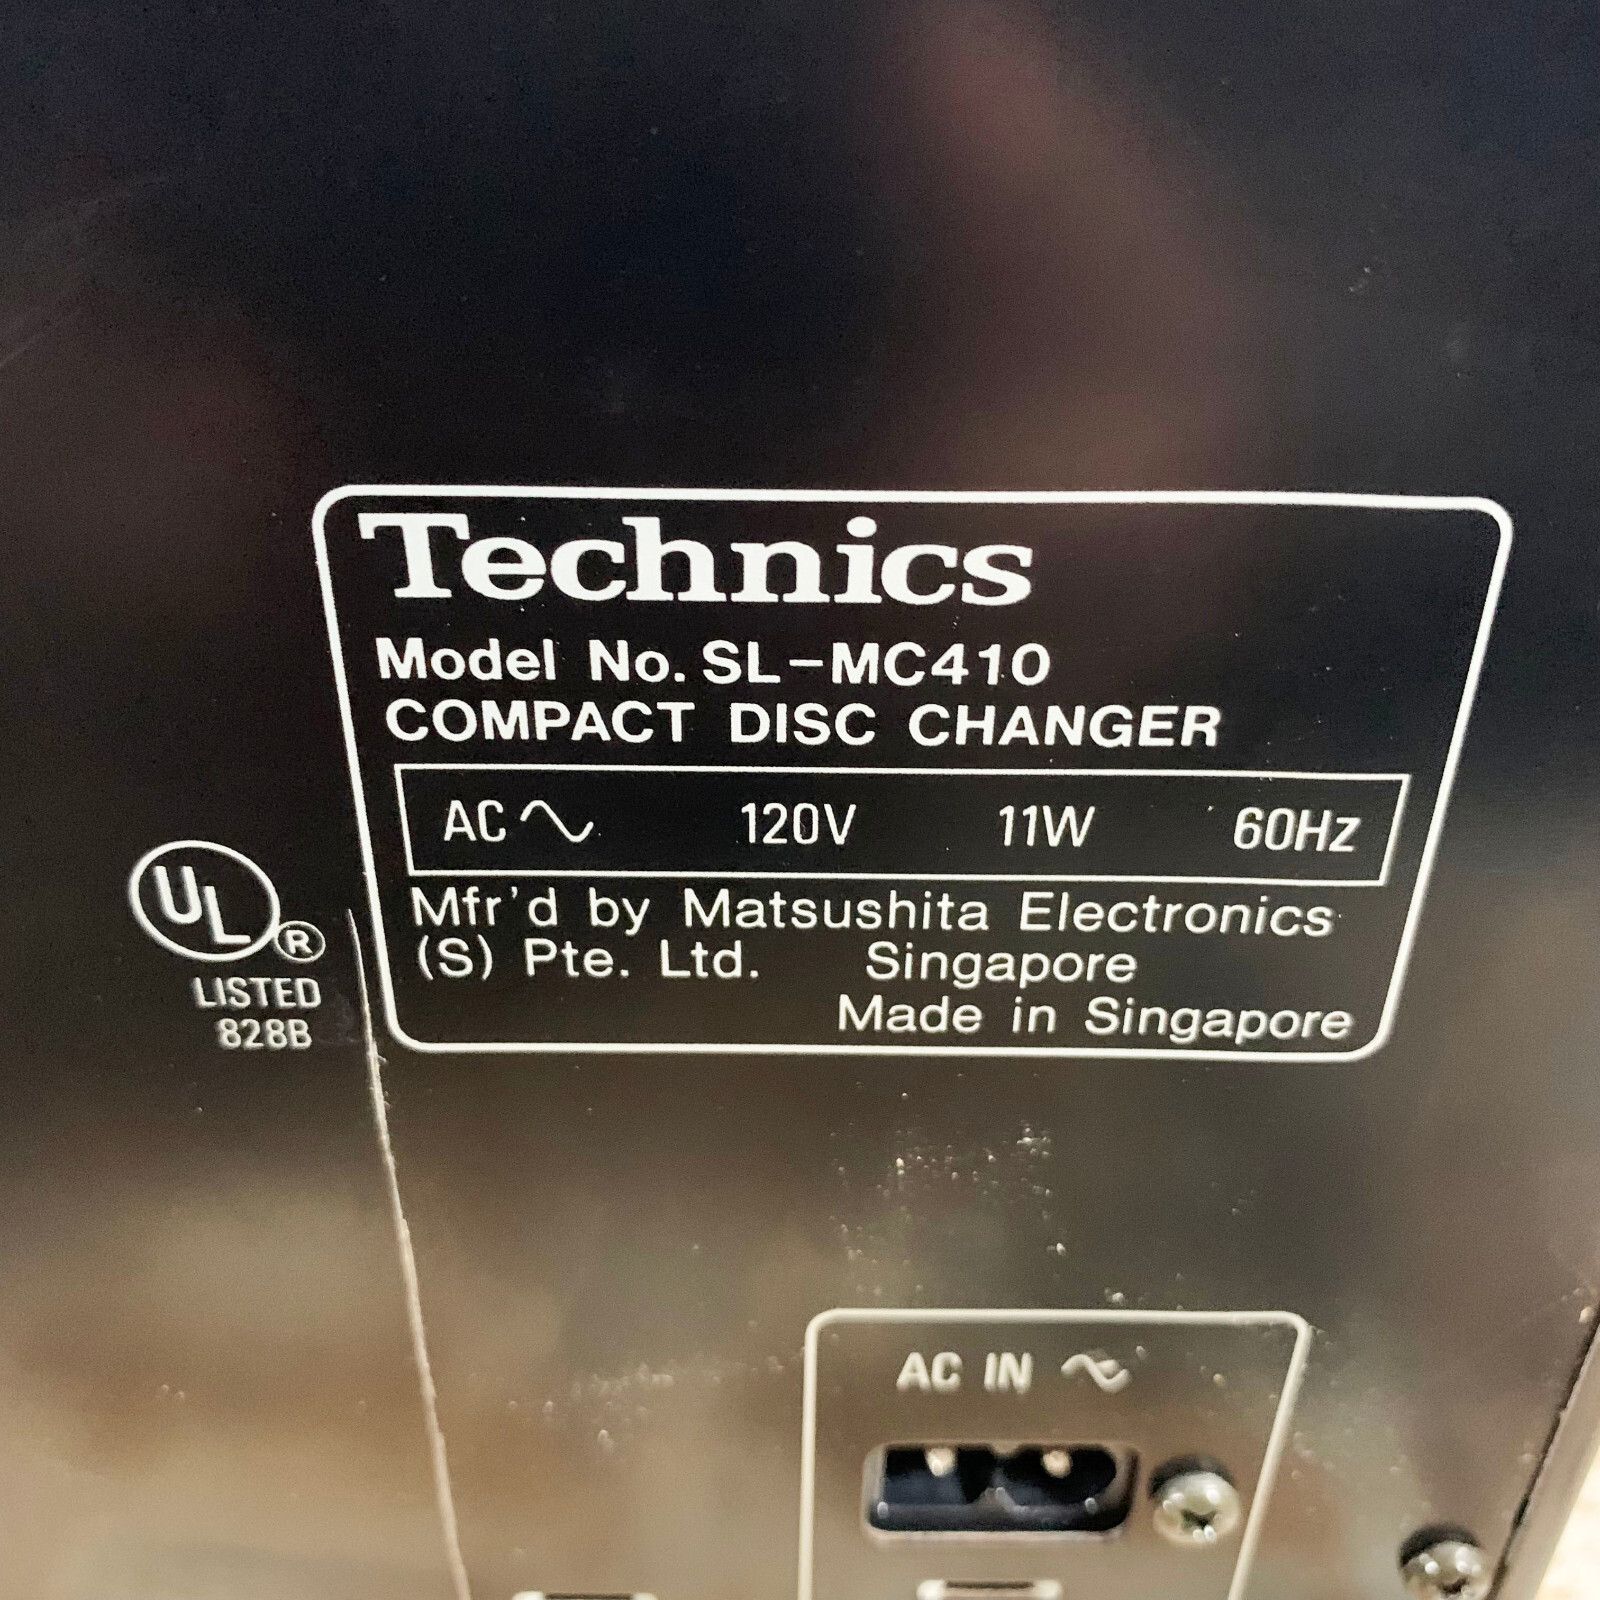 Technics
Model No. SL-MC410
COMPACT DISC CHANGER
AC 120V 11W 60Hz
Mfr'd by Matsushita Electronics
(S) Pte. Ltd. Singapore
Made in Singapore
UL ®
LISTED
828B
AC IN